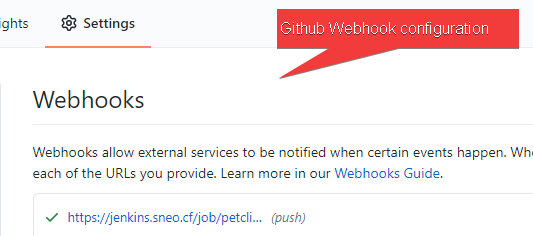 ights
Settings
Github Webhook configuration
Webhooks
Webhooks allow external services to be notified when certain events happen. Whe
each of the URLs you provide. Learn more in our Webhooks Guide.
https://jenkins.sneo.cf/job/petcli... (push)